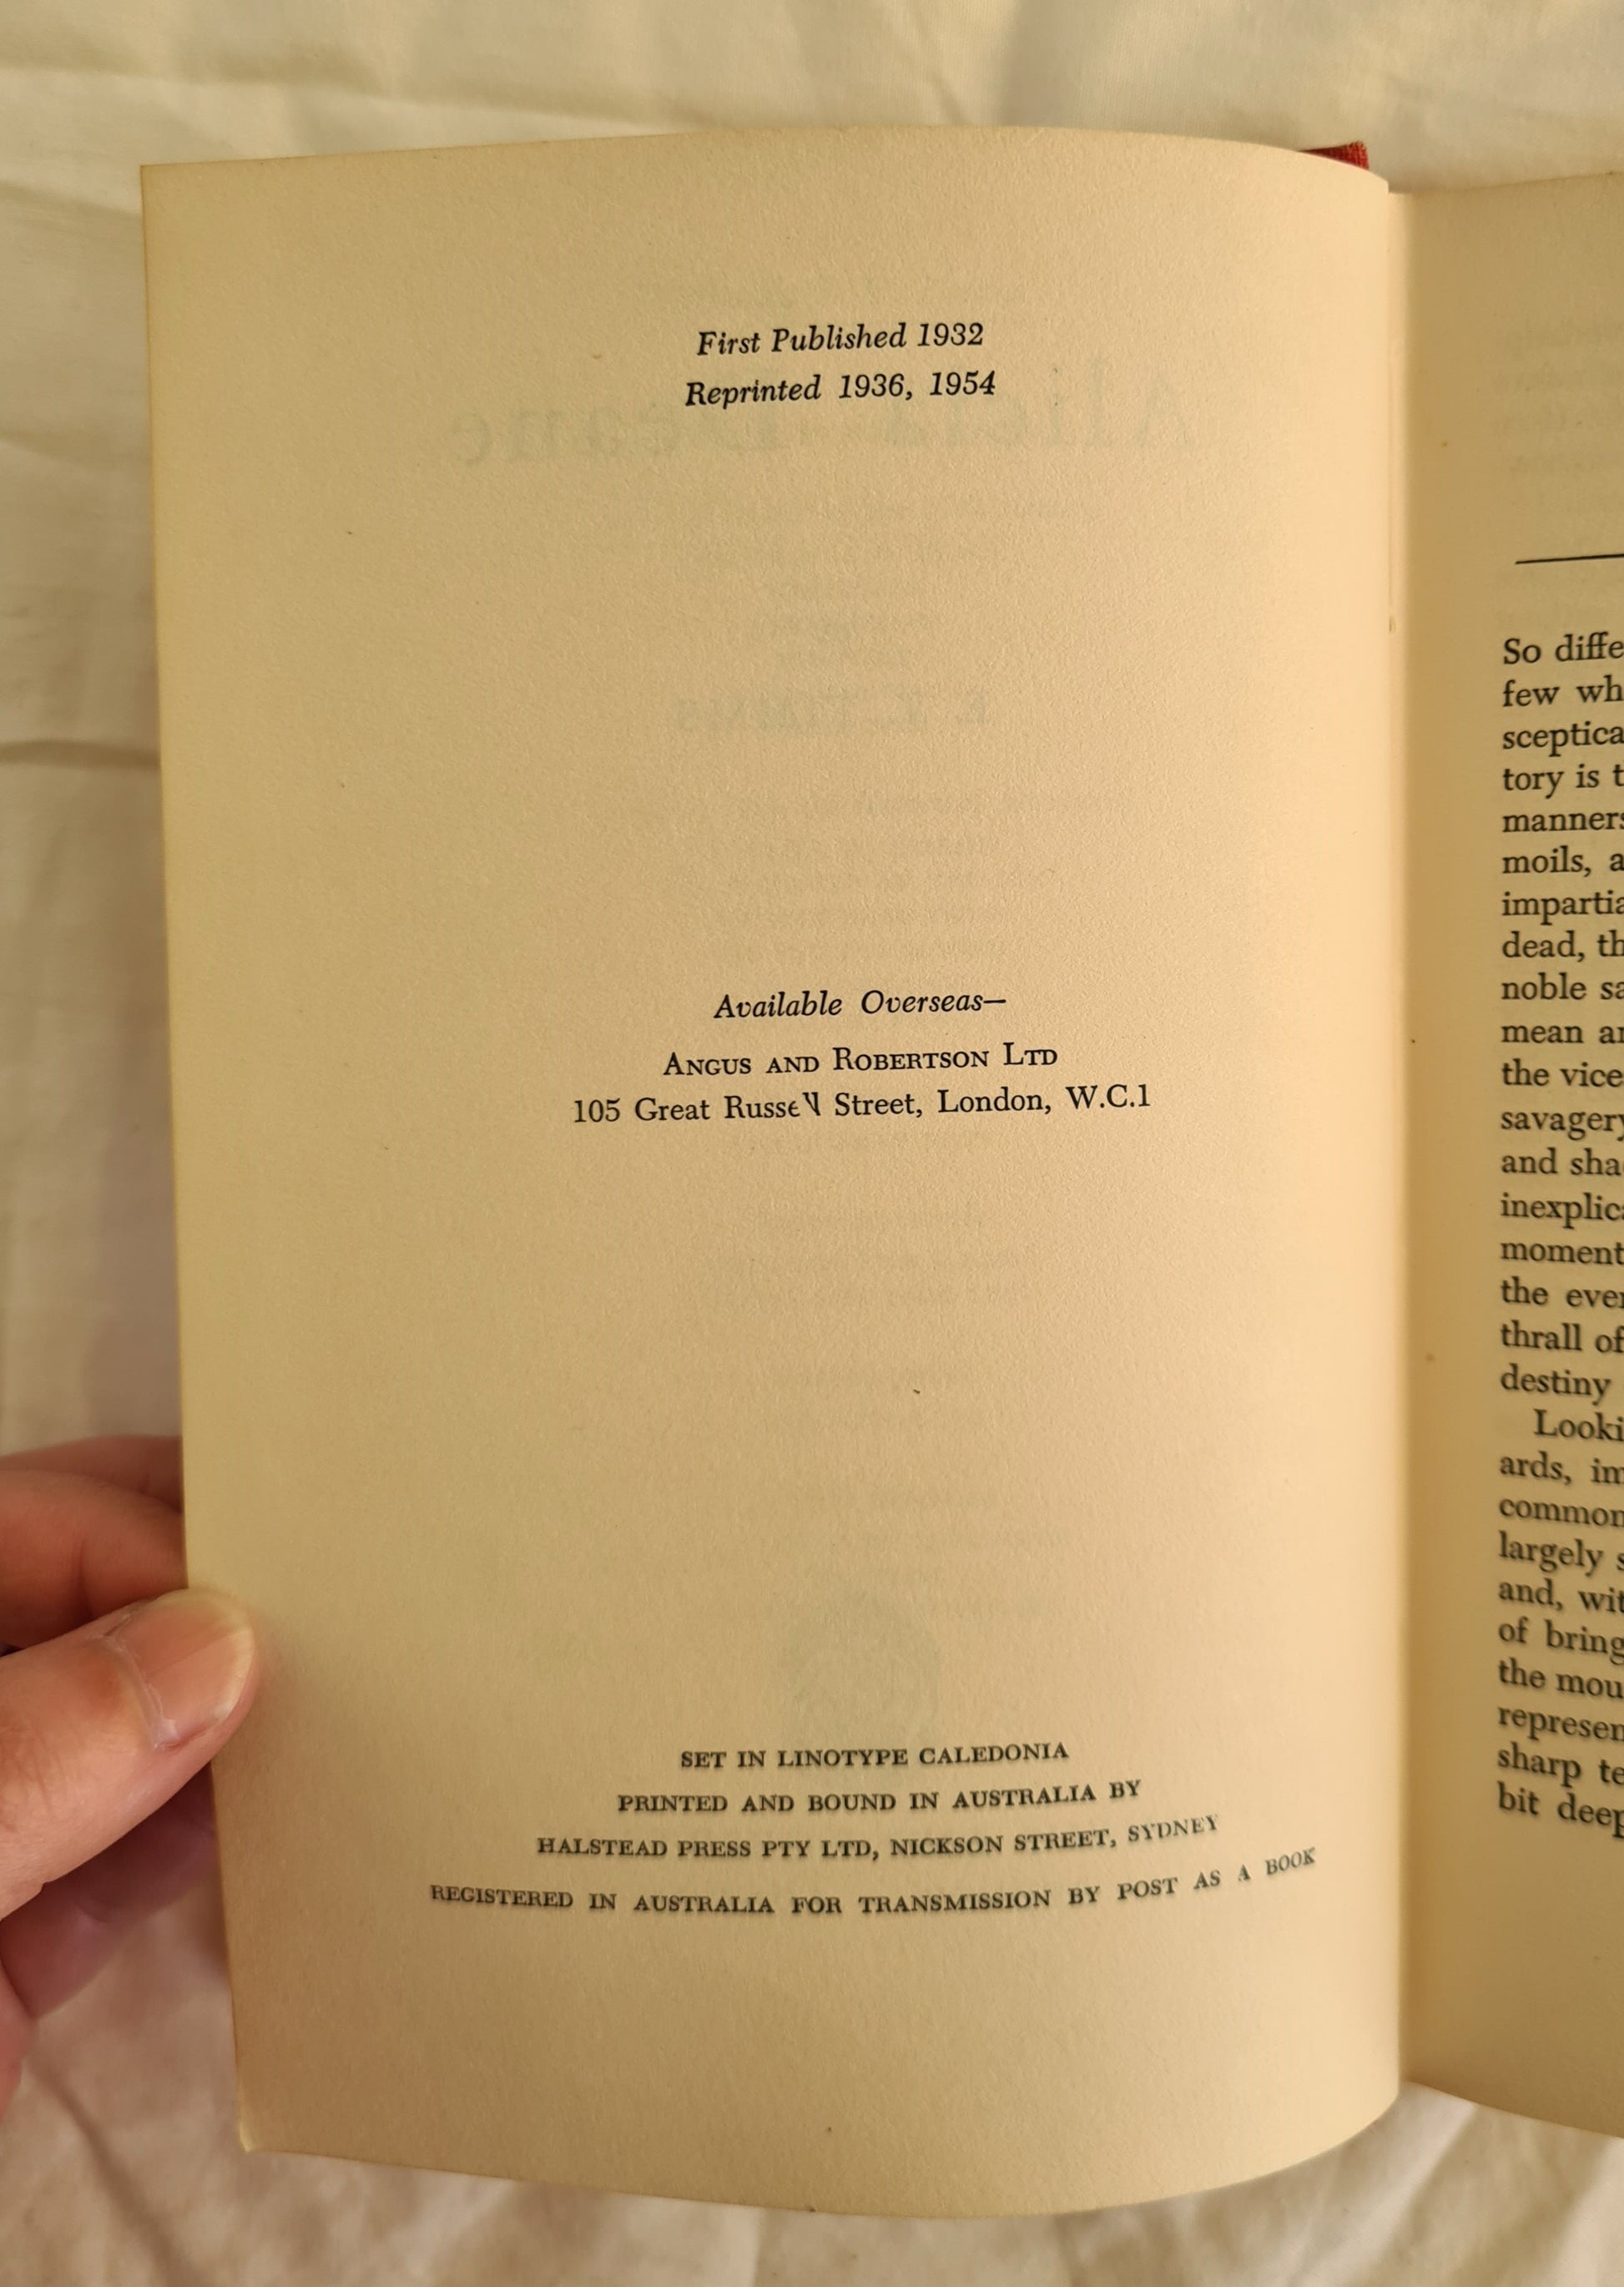 First Published 1932
Reprinted 1936, 1954
Available Overseas—
ANGUS AND ROBERTSON LTD
105 Great Russell Street, London, W.C.1
SET IN LINOTYPE CALEDONIA
PRINTED AND BOUND IN AUSTRALIA BY
HALSTEAD PRESS PTY LTD, NICKSON STREET, SYDNEY
REGISTERED IN AUSTRALIA FOR TRANSMISSION BY POST AS A BOOK
So diffe
few wh
sceptica
tory is t
manners
moils, a
impartia
dead, th
noble sa
mean an
the vice
savagery
and sha
inexplica
moment
the ever
thrall of
destiny
Looki
ards, im
common
largely s
and, wit
of bring
the mou
represen
sharp te
bit deep